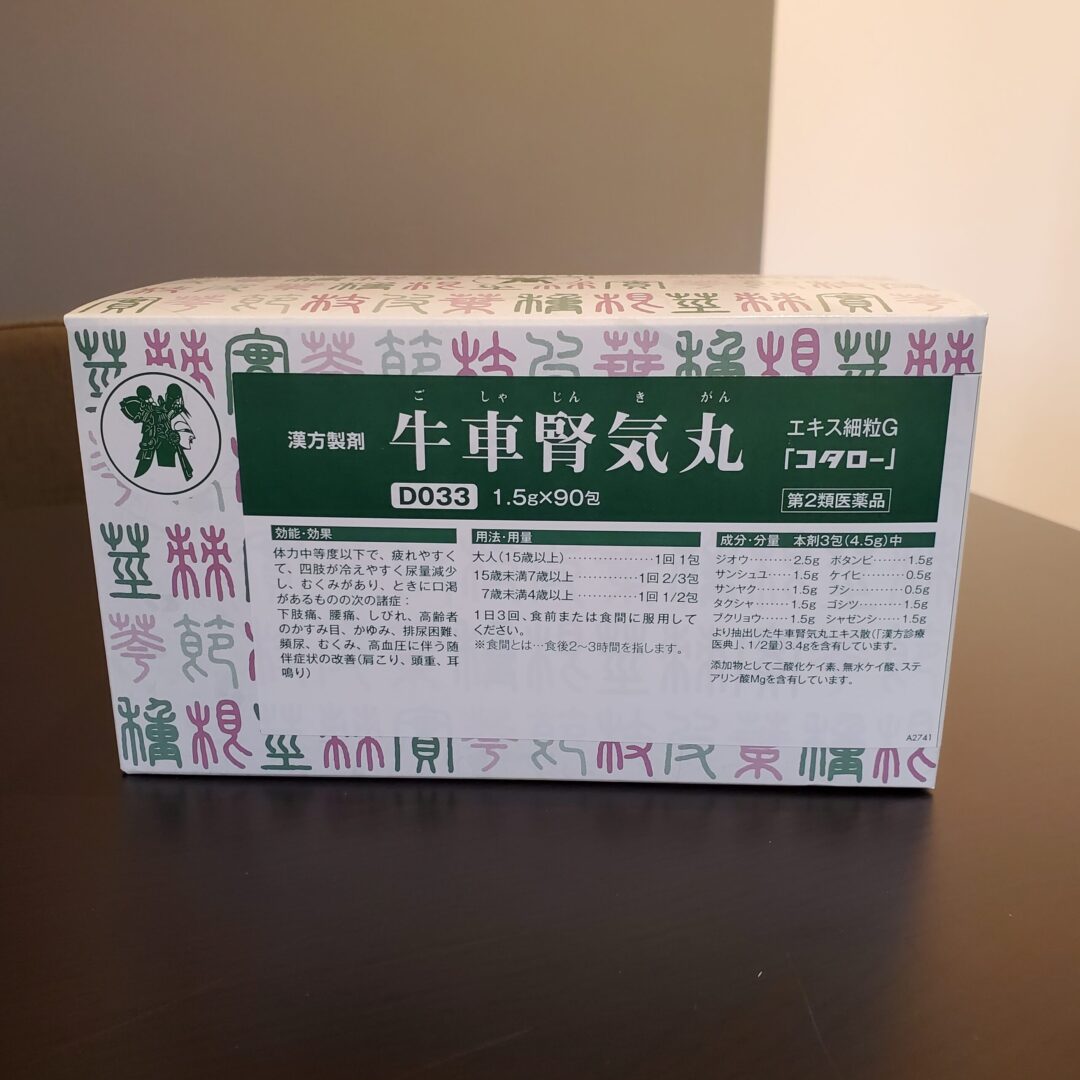 ご しゃ じん き がん
漢方製剤 牛車腎気丸 エキス細粒G
「コタロー」
D033 1.5g×90包 第2類医薬品
効能・効果
体力中等度以下で、疲れやすく
て、四肢が冷えやすく尿量減少
し、むくみがあり、ときに口渇
があるものの次の諸症：
下肢痛、腰痛、しびれ、高齢者
のかすみ目、かゆみ、排尿困難、
頻尿、むくみ、高血圧に伴う随
伴症状の改善(肩こり、頭重、耳
鳴り)
用法・用量
大人(15歳以上)………………1回 1包
15歳未満7歳以上…………1回 2/3包
7歳未満4歳以上…………1回 1/2包
1日3回、食前または食間に服用して
ください。
※食間とは…食後2～3時間を指します。
成分・分量 本剤3包(4.5g)中
ジオウ………2.5g ボタンピ……1.5g
サンシュユ…1.5g ケイヒ………0.5g
サンヤク……1.5g ブシ…………0.5g
タクシャ……1.5g ゴシツ………1.5g
ブクリョウ…1.5g シャゼンシ…1.5g
より抽出した牛車腎気丸エキス散(「漢方診療
医典」、1/2量) 3.4gを含有しています。
添加物として二酸化ケイ素、無水ケイ酸、ステ
アリン酸Mgを含有しています。
A2741